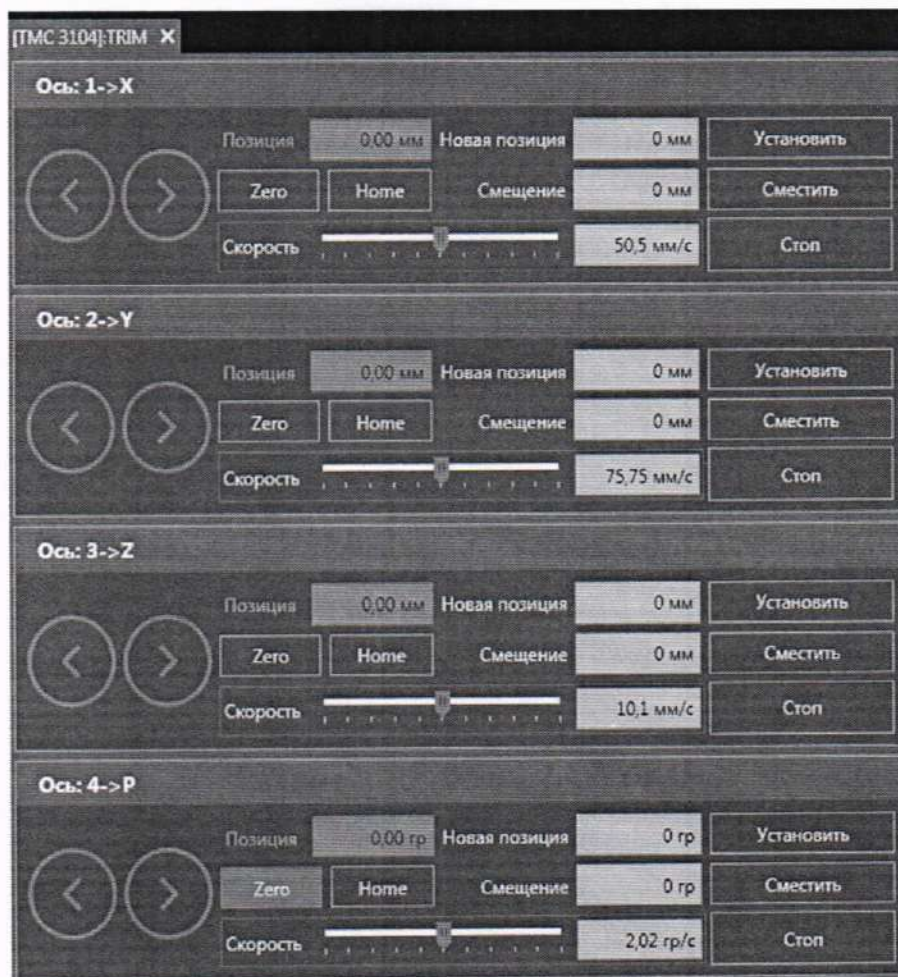 [TMC 3104]:TRIM ✕
Ось: 1->X
Позиция 0,00 мм Новая позиция 0 мм Установить
Zero Home Смещение 0 мм Сместить
Скорость 50,5 мм/с Стоп
Ось: 2->Y
Позиция 0,00 мм Новая позиция 0 мм Установить
Zero Home Смещение 0 мм Сместить
Скорость 75,75 мм/с Стоп
Ось: 3->Z
Позиция 0,00 мм Новая позиция 0 мм Установить
Zero Home Смещение 0 мм Сместить
Скорость 10,1 мм/с Стоп
Ось: 4->P
Позиция 0,00 гр Новая позиция 0 гр Установить
Zero Home Смещение 0 гр Сместить
Скорость 2,02 гр/с Стоп